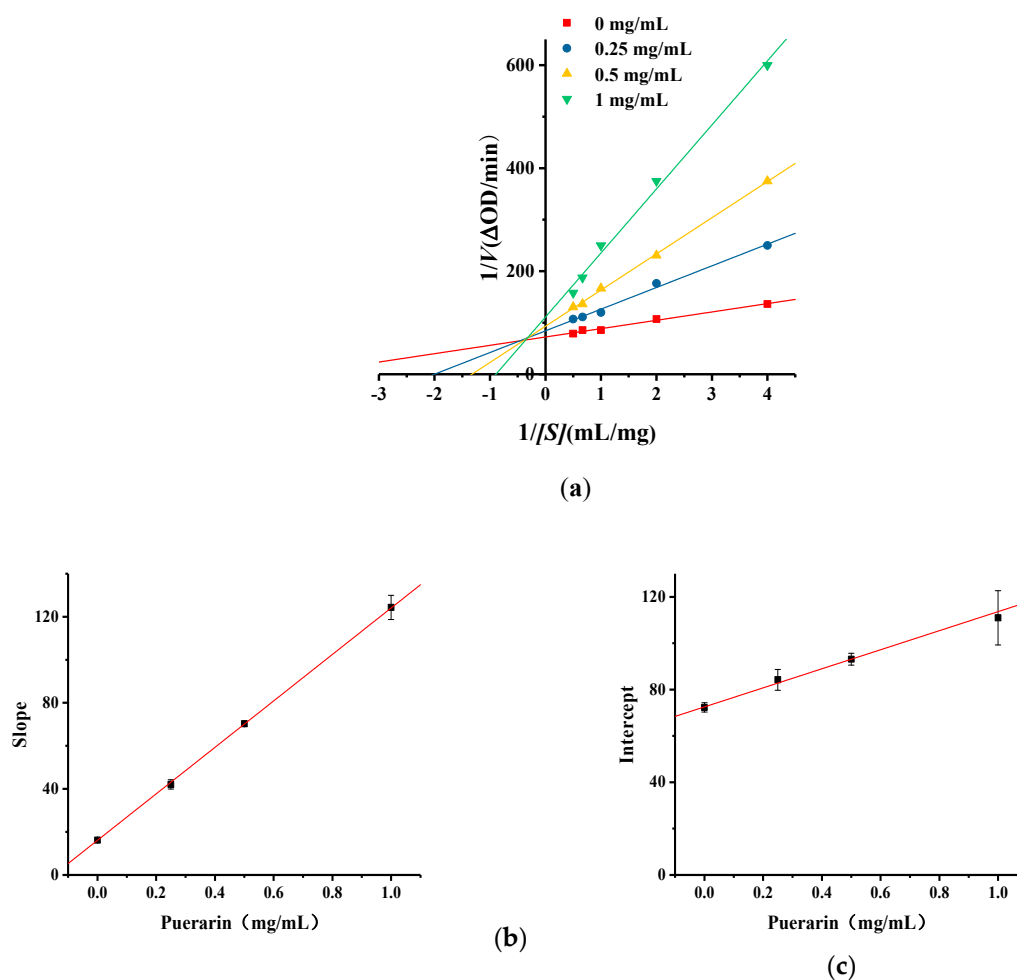 0 mg/mL
0.25 mg/mL
0.5 mg/mL
1 mg/mL
600
400
200
0
1/V(ΔOD/min)
-3 -2 -1 0 1 2 3 4
1/[S](mL/mg)
(a)
120
80
40
0
Slope
0.0 0.2 0.4 0.6 0.8 1.0
Puerarin（mg/mL）
(b)
120
80
40
0
Intercept
0.0 0.2 0.4 0.6 0.8 1.0
Puerarin（mg/mL）
(c)